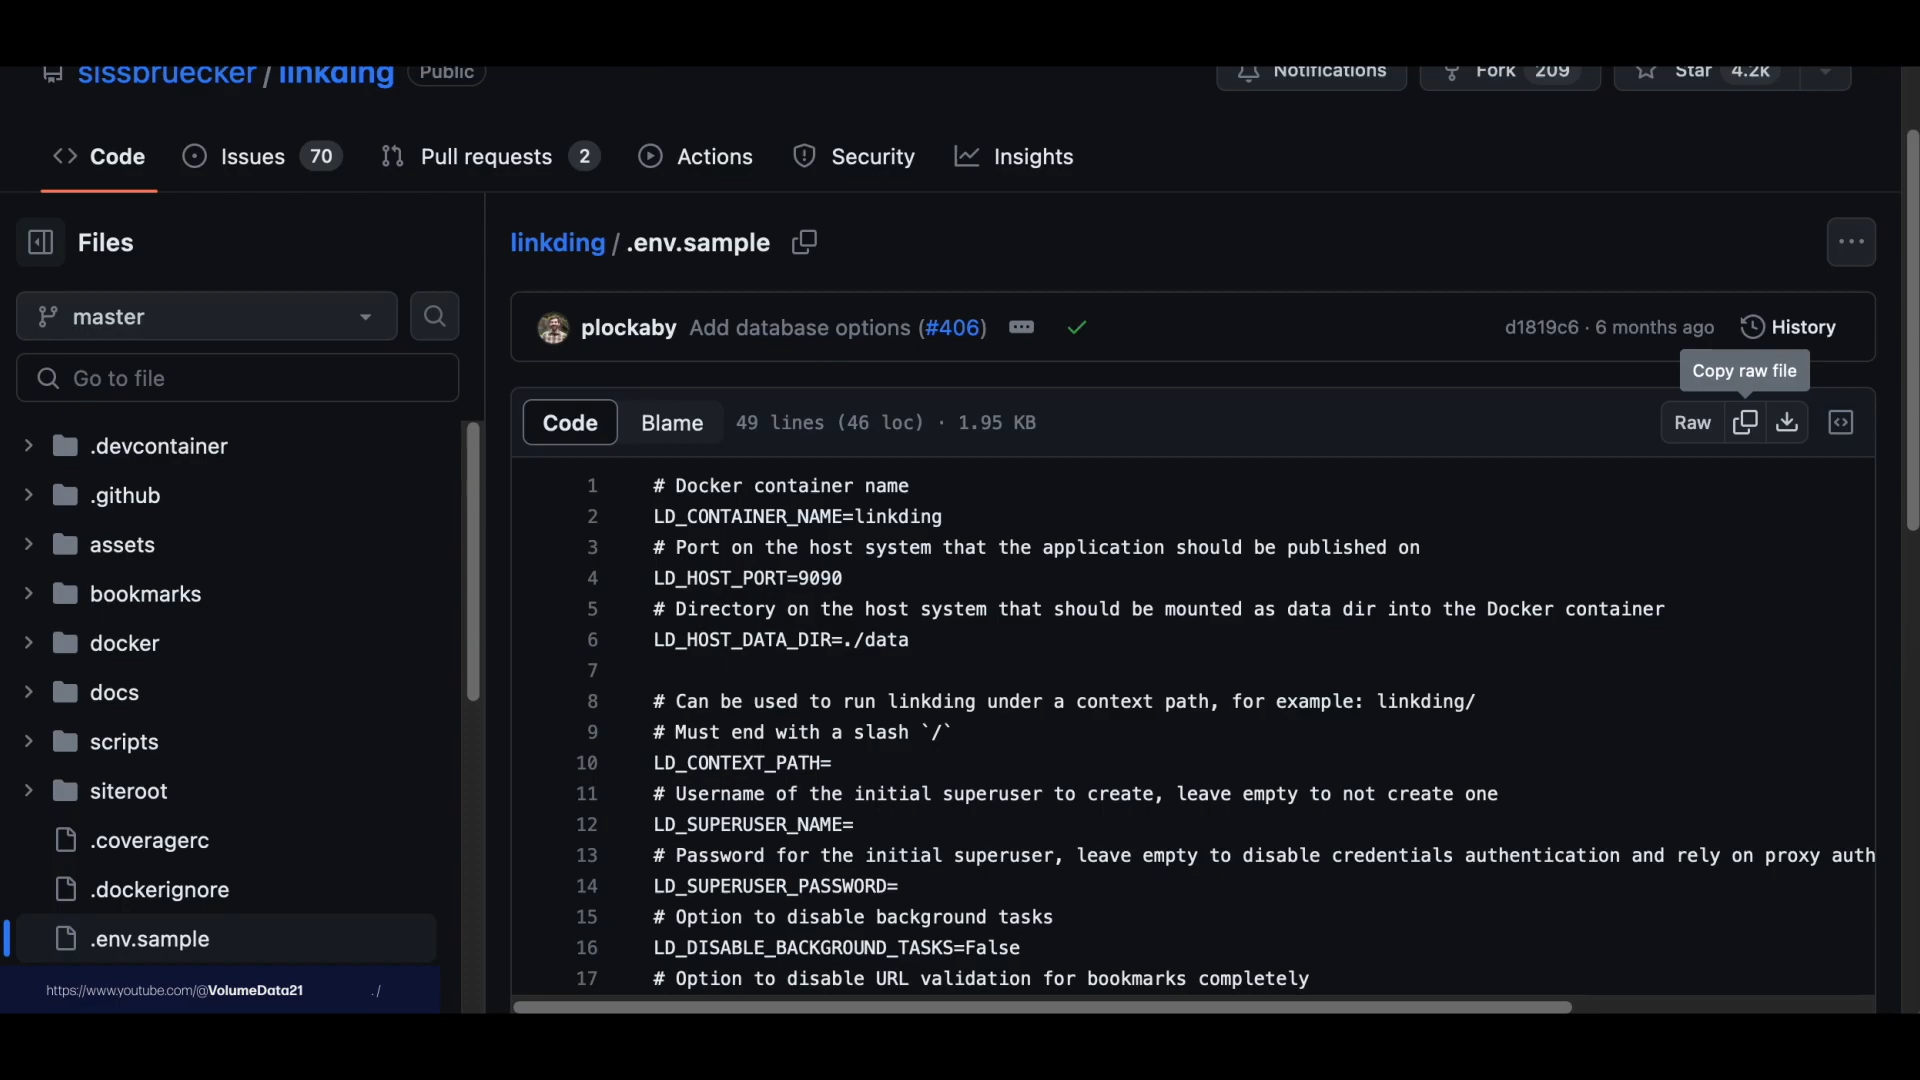 sissbruecker / linkding Public Notifications Fork 209 Star 4.2k
Code Issues 70 Pull requests 2 Actions Security Insights
Files
master
Go to file
.devcontainer
.github
assets
bookmarks
docker
docs
scripts
siteroot
.coveragerc
.dockerignore
.env.sample
https://www.youtube.com/@VolumeData21 ./
linkding / .env.sample
plockaby Add database options (#406) d1819c6 · 6 months ago History
Copy raw file
Code Blame 49 lines (46 loc) · 1.95 KB Raw
1 # Docker container name
2 LD_CONTAINER_NAME=linkding
3 # Port on the host system that the application should be published on
4 LD_HOST_PORT=9090
5 # Directory on the host system that should be mounted as data dir into the Docker container
6 LD_HOST_DATA_DIR=./data
7
8 # Can be used to run linkding under a context path, for example: linkding/
9 # Must end with a slash `/`
10 LD_CONTEXT_PATH=
11 # Username of the initial superuser to create, leave empty to not create one
12 LD_SUPERUSER_NAME=
13 # Password for the initial superuser, leave empty to disable credentials authentication and rely on proxy auth
14 LD_SUPERUSER_PASSWORD=
15 # Option to disable background tasks
16 LD_DISABLE_BACKGROUND_TASKS=False
17 # Option to disable URL validation for bookmarks completely